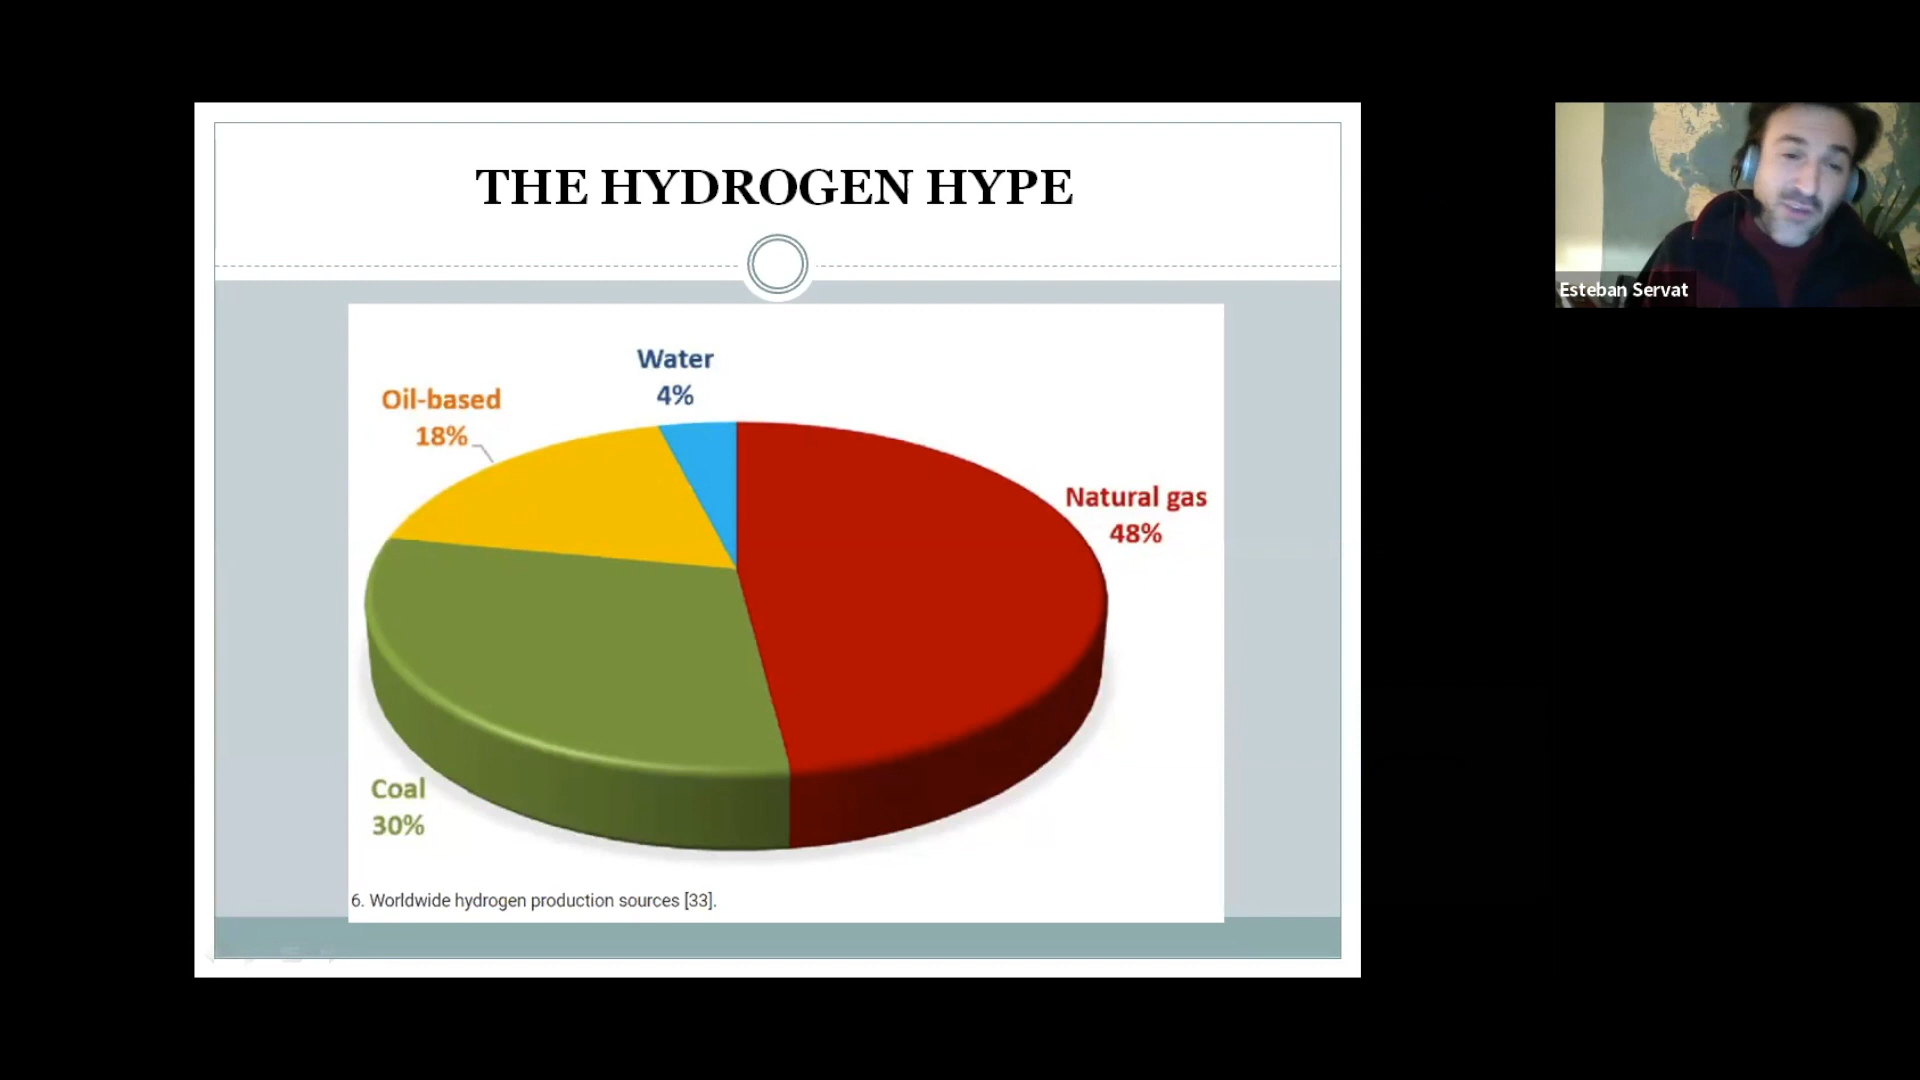 THE HYDROGEN HYPE
Water
4%
Oil-based
18%
Natural gas
48%
Coal
30%
6. Worldwide hydrogen production sources [33].
Esteban Servat